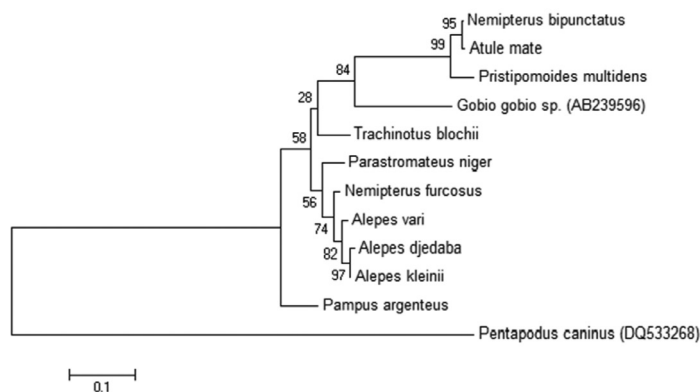 95
Nemipterus bipunctatus
99
Atule mate
84
Pristipomoides multidens
28
Gobio gobio sp. (AB239596)
58
Trachinotus blochii
Parastromateus niger
56
Nemipterus furcosus
74
Alepes vari
82
Alepes djedaba
97
Alepes kleinii
Pampus argenteus
Pentapodus caninus (DQ533268)
0.1